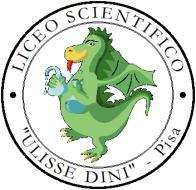 • LICEO SCIENTIFICO •
"ULISSE DINI" - Pisa